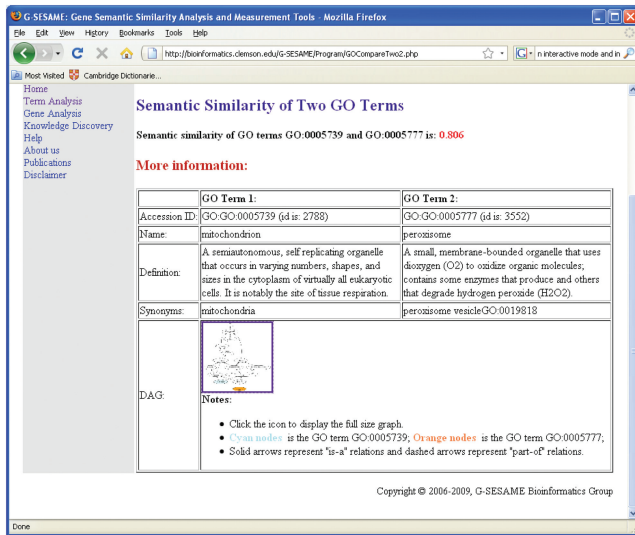 G-SESAME: Gene Semantic Similarity Analysis and Measurement Tools - Mozilla Firefox
File Edit View History Bookmarks Tools Help
http://bioinformatics.clemson.edu/G-SESAME/Program/GOCompareTwo2.php
n interactive mode and in
Most Visited Cambridge Dictionarie...
Home
Term Analysis
Gene Analysis
Knowledge Discovery
Help
About us
Publications
Disclaimer
Semantic Similarity of Two GO Terms
Semantic similarity of GO terms GO:0005739 and GO:0005777 is: 0.806
More information:
GO Term 1: GO Term 2:
Accession ID: GO:GO:0005739 (id is: 2788) GO:GO:0005777 (id is: 3552)
Name: mitochondrion peroxisome
Definition:
A semiautonomous, self replicating organelle
that occurs in varying numbers, shapes, and
sizes in the cytoplasm of virtually all eukaryotic
cells. It is notably the site of tissue respiration.
A small, membrane-bounded organelle that uses
dioxygen (O2) to oxidize organic molecules;
contains some enzymes that produce and others
that degrade hydrogen peroxide (H2O2).
Synonyms: mitochondria peroxisome vesicleGO:0019818
DAG:
Notes:
• Click the icon to display the full size graph.
• Cyan nodes is the GO term GO:0005739; Orange nodes is the GO term GO:0005777;
• Solid arrows represent "is-a" relations and dashed arrows represent "part-of" relations.
Copyright © 2006-2009, G-SESAME Bioinformatics Group
Done